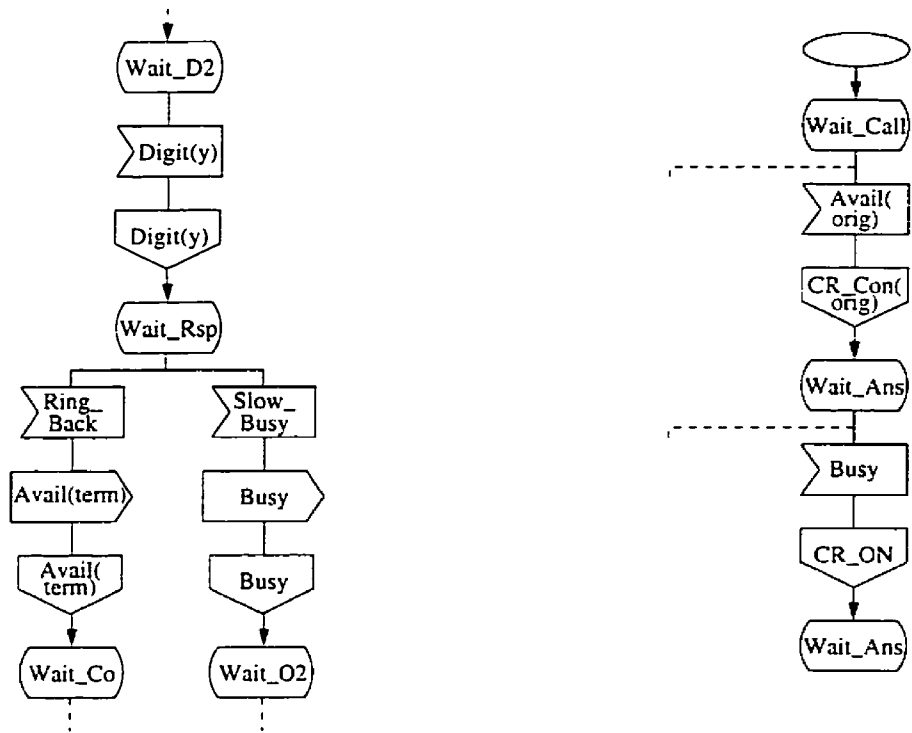 Wait_D2
Digit(y)
Digit(y)
Wait_Rsp
Ring_
Back
Slow_
Busy
Avail(term)
Busy
Avail(
term)
Busy
Wait_Co
Wait_O2
Wait_Call
Avail(
orig)
CR_Con(
orig)
Wait_Ans
Busy
CR_ON
Wait_Ans